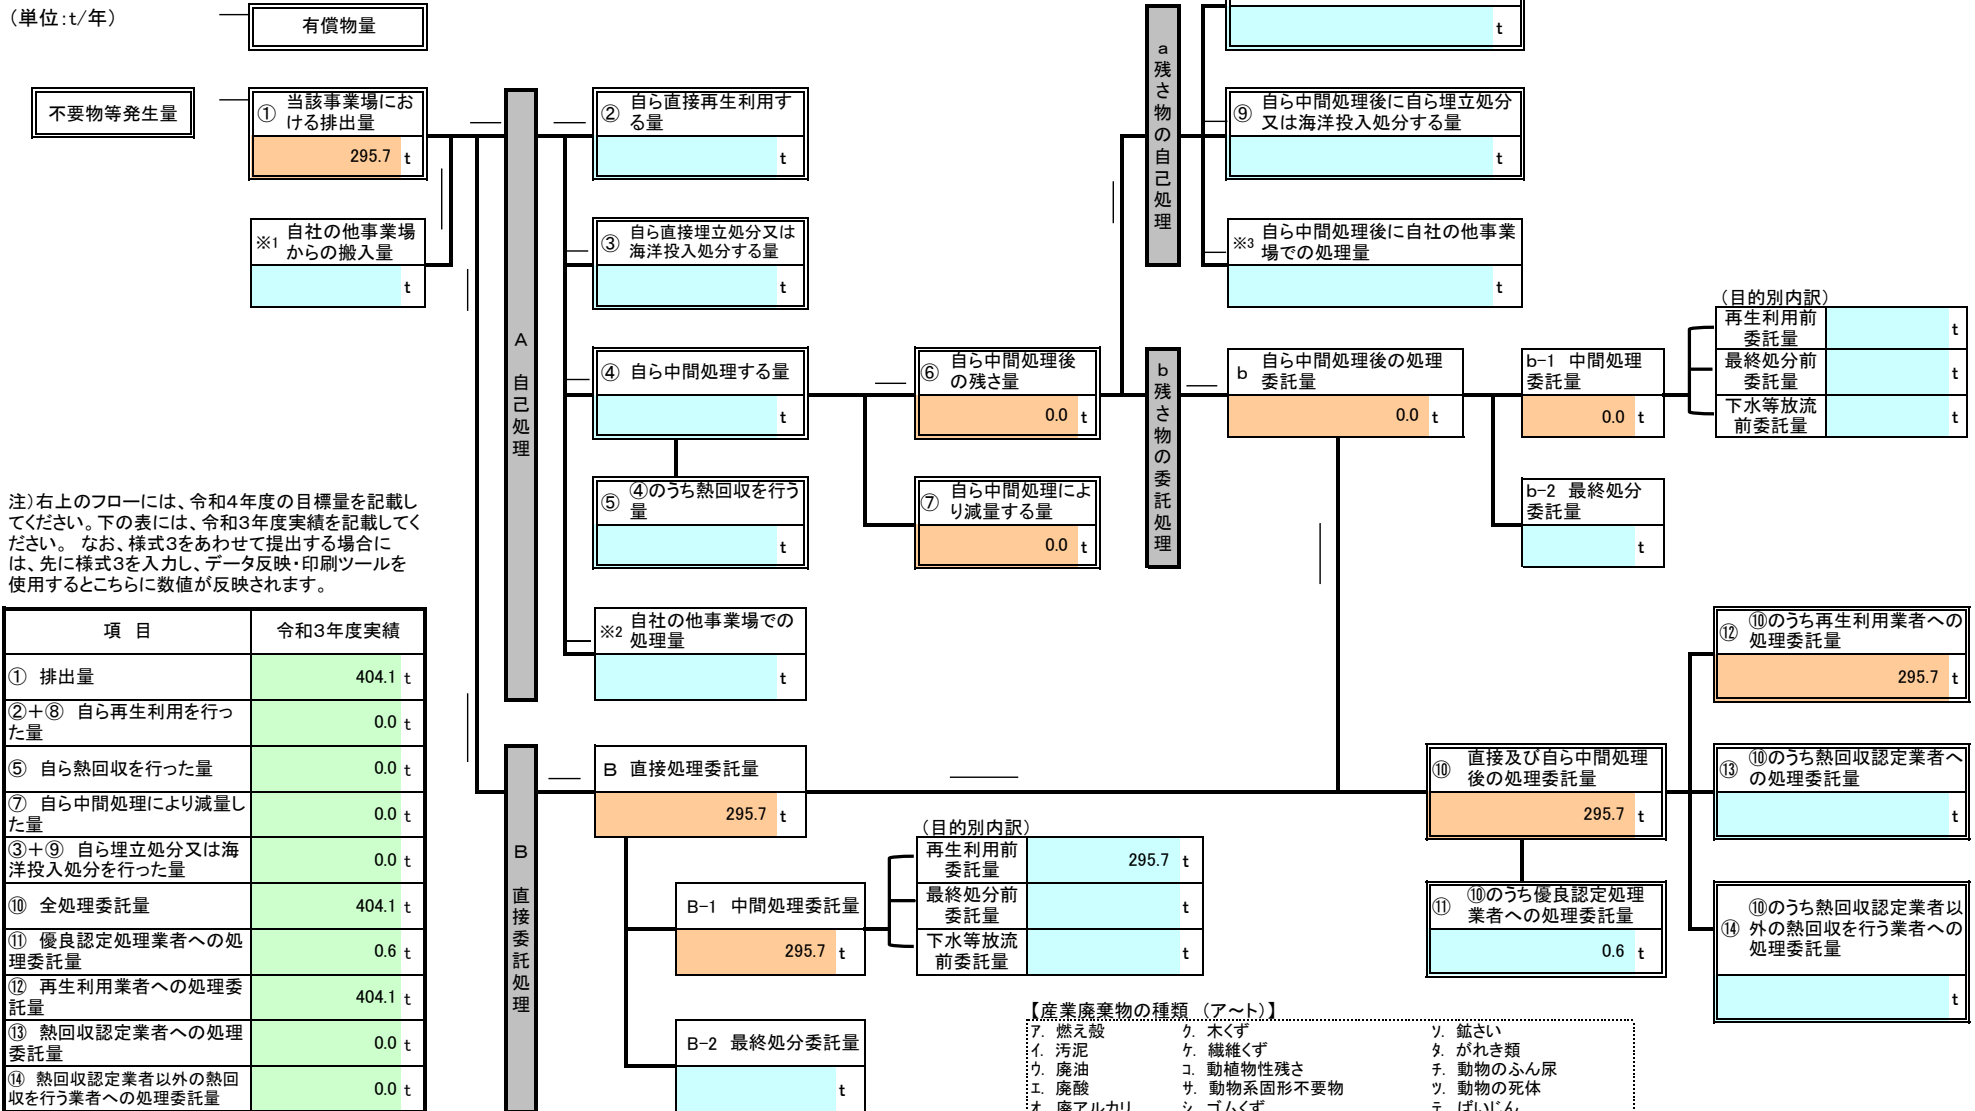 （単位:t/年）
有償物量
t
不要物等発生量
① 当該事業場にお
ける排出量
295.7 t
※1 自社の他事業場
からの搬入量
t
A 自己処理
② 自ら直接再生利用す
る量
t
③ 自ら直接埋立処分又は
海洋投入処分する量
t
④ 自ら中間処理する量
t
⑤ ④のうち熱回収を行う
量
t
※2 自社の他事業場での
処理量
t
⑥ 自ら中間処理後
の残さ量
0.0 t
⑦ 自ら中間処理によ
り減量する量
0.0 t
a 残さ物の自己処理
⑨ 自ら中間処理後に自ら埋立処分
又は海洋投入処分する量
t
※3 自ら中間処理後に自社の他事業
場での処理量
t
b 残さ物の委託処理
b 自ら中間処理後の処理
委託量
0.0 t
b-1 中間処理
委託量
0.0 t
b-2 最終処分
委託量
t
（目的別内訳）
再生利用前
委託量
t
最終処分前
委託量
t
下水等放流
前委託量
t
注）右上のフローには、令和4年度の目標量を記載し
てください。下の表には、令和3年度実績を記載してく
ださい。 なお、様式3をあわせて提出する場合に
は、先に様式3を入力し、データ反映・印刷ツールを
使用するとこちらに数値が反映されます。
項 目 令和3年度実績
① 排出量 404.1 t
②＋⑧ 自ら再生利用を行っ
た量
0.0 t
⑤ 自ら熱回収を行った量 0.0 t
⑦ 自ら中間処理により減量し
た量
0.0 t
③＋⑨ 自ら埋立処分又は海
洋投入処分を行った量
0.0 t
⑩ 全処理委託量 404.1 t
⑪ 優良認定処理業者への処
理委託量
0.6 t
⑫ 再生利用業者への処理委
託量
404.1 t
⑬ 熱回収認定業者への処理
委託量
0.0 t
⑭ 熱回収認定業者以外の熱回
収を行う業者への処理委託量
0.0 t
B 直接委託処理
B 直接処理委託量
295.7 t
B-1 中間処理委託量
295.7 t
B-2 最終処分委託量
t
（目的別内訳）
再生利用前
委託量
295.7 t
最終処分前
委託量
t
下水等放流
前委託量
t
⑩ 直接及び自ら中間処理
後の処理委託量
295.7 t
⑪ ⑩のうち優良認定処理
業者への処理委託量
0.6 t
⑫ ⑩のうち再生利用業者への
処理委託量
295.7 t
⑬ ⑩のうち熱回収認定業者へ
の処理委託量
t
⑭ ⑩のうち熱回収認定業者以
外の熱回収を行う業者への
処理委託量
t
【産業廃棄物の種類 （ア～ト）】
ｱ. 燃え殻 ｸ. 木くず ｿ. 鉱さい
ｲ. 汚泥 ｹ. 繊維くず ﾀ. がれき類
ｳ. 廃油 ｺ. 動植物性残さ ﾁ. 動物のふん尿
ｴ. 廃酸 ｻ. 動物系固形不要物 ﾂ. 動物の死体
ｵ. 廃アルカリ ｼ. ゴムくず ﾃ. ばいじん